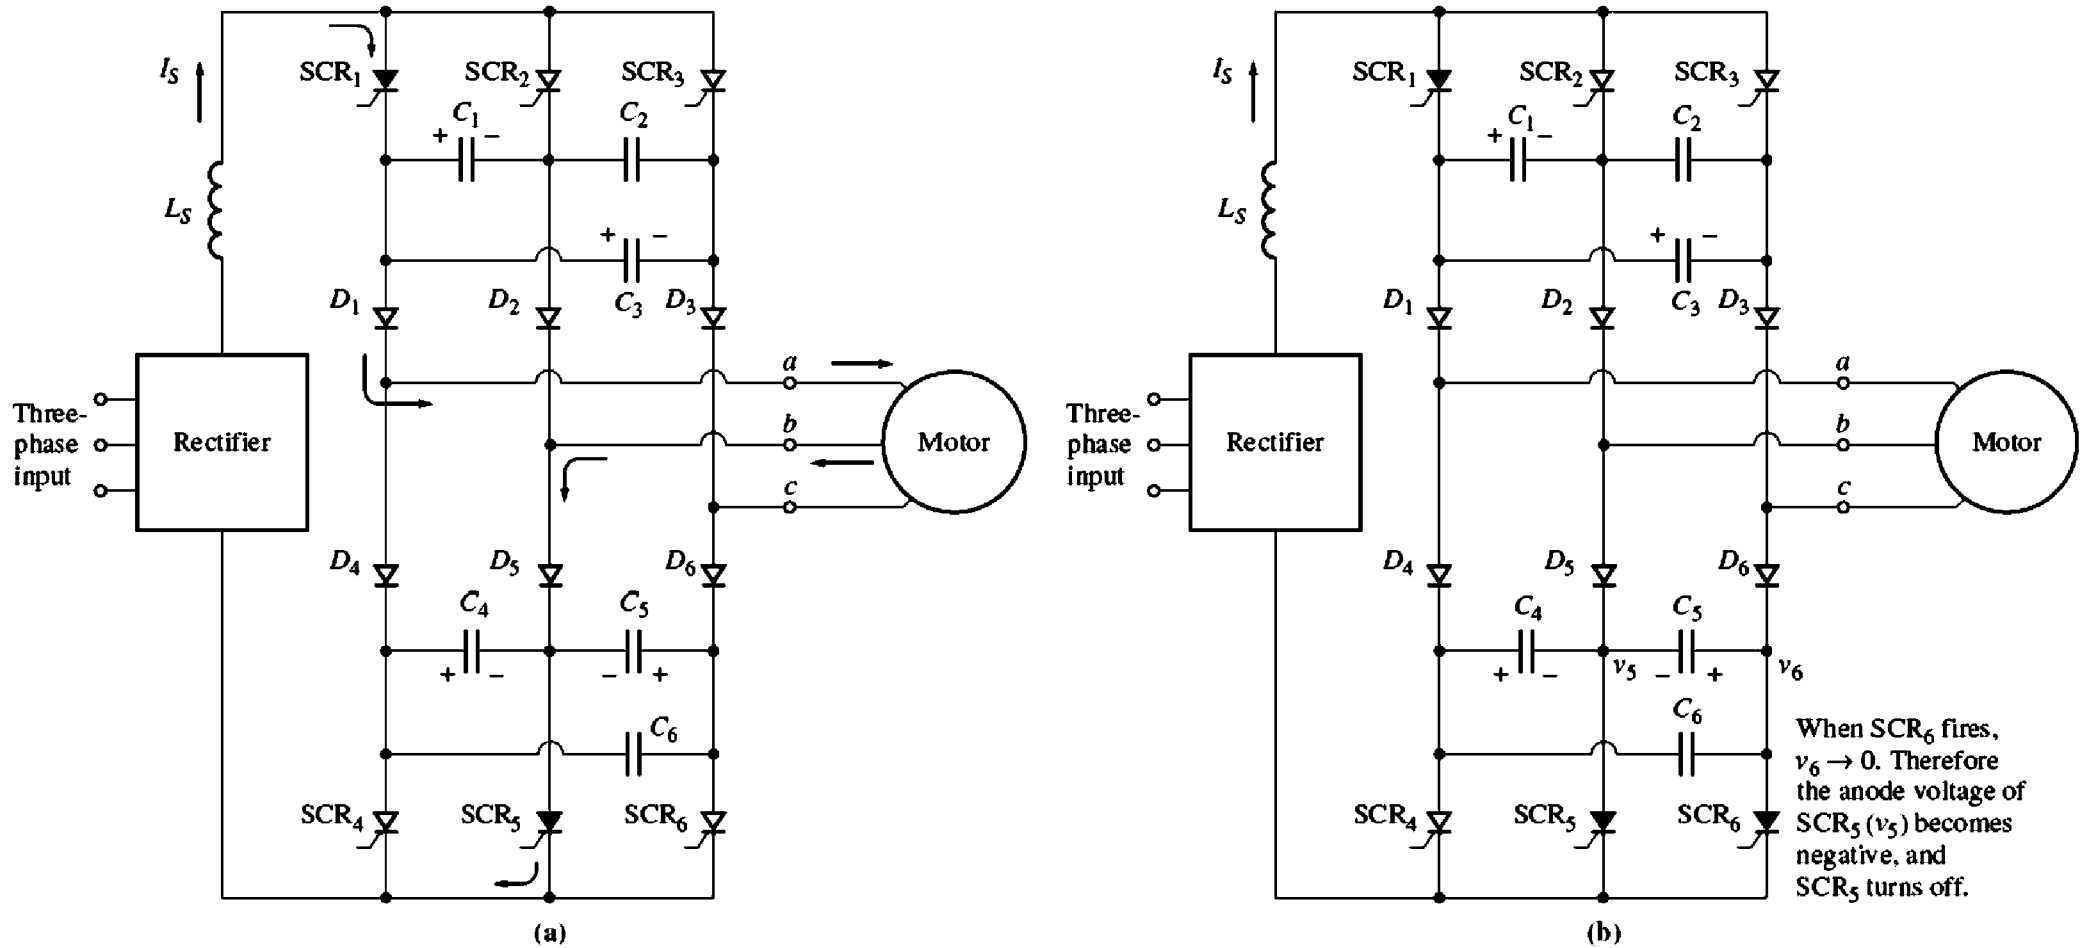 I_S
SCR_1
SCR_2
SCR_3
+ C_1 −
C_2
L_S
+ −
C_3
D_1
D_2
D_3
a
Three-
phase
input
Rectifier
b
Motor
c
D_4
D_5
D_6
C_4
C_5
+ −
− +
C_6
SCR_4
SCR_5
SCR_6
(a)
I_S
SCR_1
SCR_2
SCR_3
+ C_1 −
C_2
L_S
+ −
C_3
D_1
D_2
D_3
a
Three-
phase
input
Rectifier
b
Motor
c
D_4
D_5
D_6
C_4
C_5
+ −
v_5
− +
v_6
C_6
SCR_4
SCR_5
SCR_6
When SCR_6 fires,
v_6 → 0. Therefore
the anode voltage of
SCR_5 (v_5) becomes
negative, and
SCR_5 turns off.
(b)